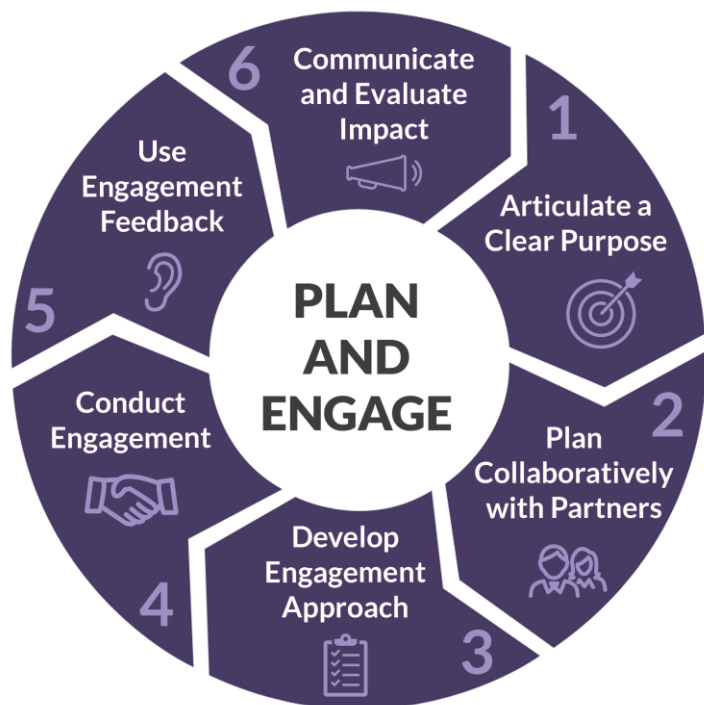 PLAN
AND
ENGAGE
1
Articulate a
Clear Purpose
2
Plan
Collaboratively
with Partners
Develop
Engagement
Approach
3
Conduct
Engagement
4
Use
Engagement
Feedback
5
6
Communicate
and Evaluate
Impact